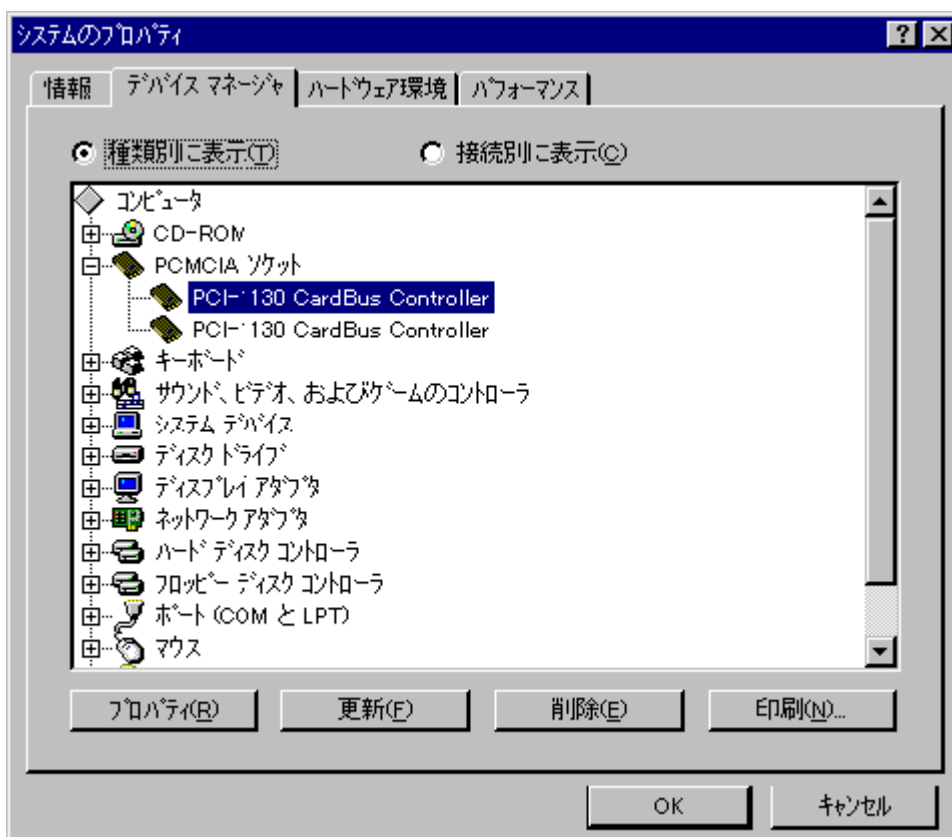 システムのプロパティ
情報 デバイス マネージャ ハードウェア環境 パフォーマンス
種類別に表示(T) 接続別に表示(C)
コンピュータ
CD-ROM
PCMCIA ソケット
PCI-1130 CardBus Controller
PCI-1130 CardBus Controller
キーボード
サウンド、ビデオ、およびゲームのコントローラ
システム デバイス
ディスク ドライブ
ディスプレイ アダプタ
ネットワーク アダプタ
ハード ディスク コントローラ
フロッピー ディスク コントローラ
ポート (COM と LPT)
マウス
プロパティ(R) 更新(F) 削除(E) 印刷(N)...
OK キャンセル